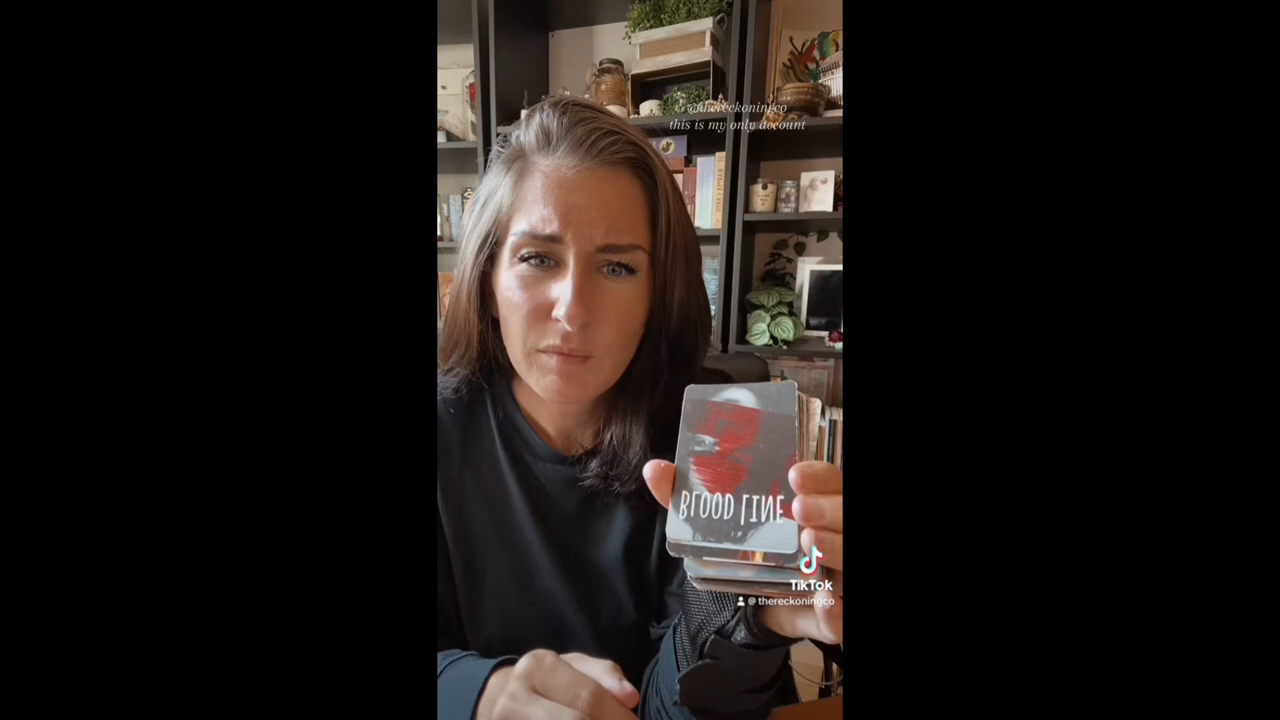 @thereckoningco
this is my only account
BLOOD LINE
TikTok
@ thereckoningco